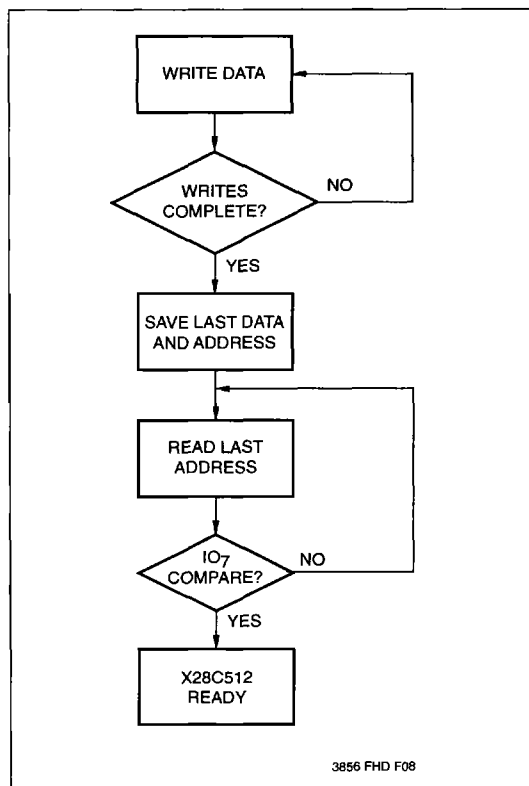 WRITE DATA
WRITES
COMPLETE?
NO
YES
SAVE LAST DATA
AND ADDRESS
READ LAST
ADDRESS
IO7
COMPARE?
NO
YES
X28C512
READY
3856 FHD F08